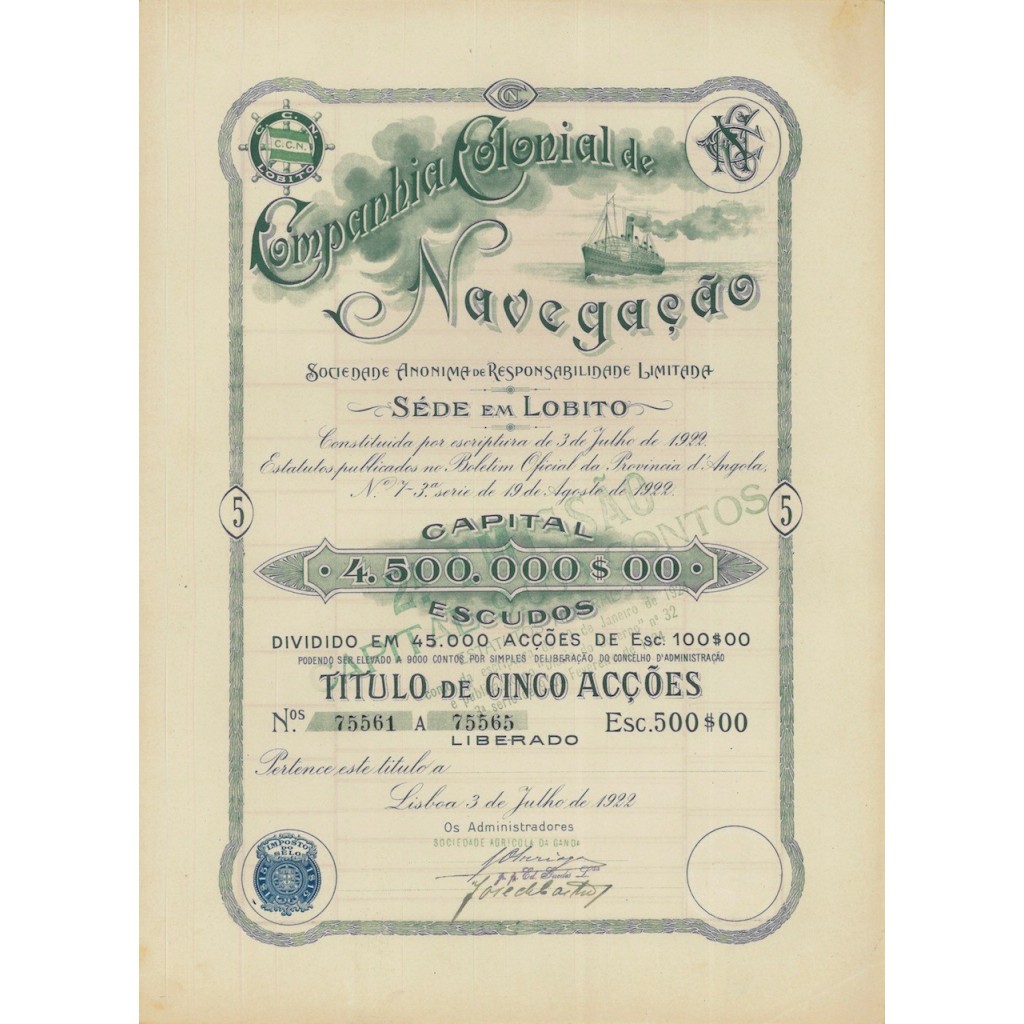 C N
C. C. N.
C.C.N.
LOBITO
Companhia Colonial de
Navegação
SOCIEDADE ANONIMA DE RESPONSABILIDADE LIMITADA
SÉDE EM LOBITO
Constituida por escriptura de 3 de Julho de 1922.
Estatutos publicados no Boletim Oficial da Provincia d'Angola,
Nº 7-3ª serie de 19 de Agosto de 1922.
5
5
CAPITAL
4.500.000$00
ESCUDOS
DIVIDIDO EM 45.000 ACÇÕES DE ESC. 100$00
PODENDO SER ELEVADO A 9000 CONTOS POR SIMPLES DELIBERAÇÃO DO CONCELHO D'ADMINISTRAÇÃO
TITULO DE CINCO ACÇÕES
Nos. 75561 A 75565 Esc. 500$00
LIBERADO
Pertence este titulo a
Lisboa 3 de Julho de 1922
Os Administradores
SOCIEDADE AGRICOLA DA GANDA
IMPOSTO
DO
SELO